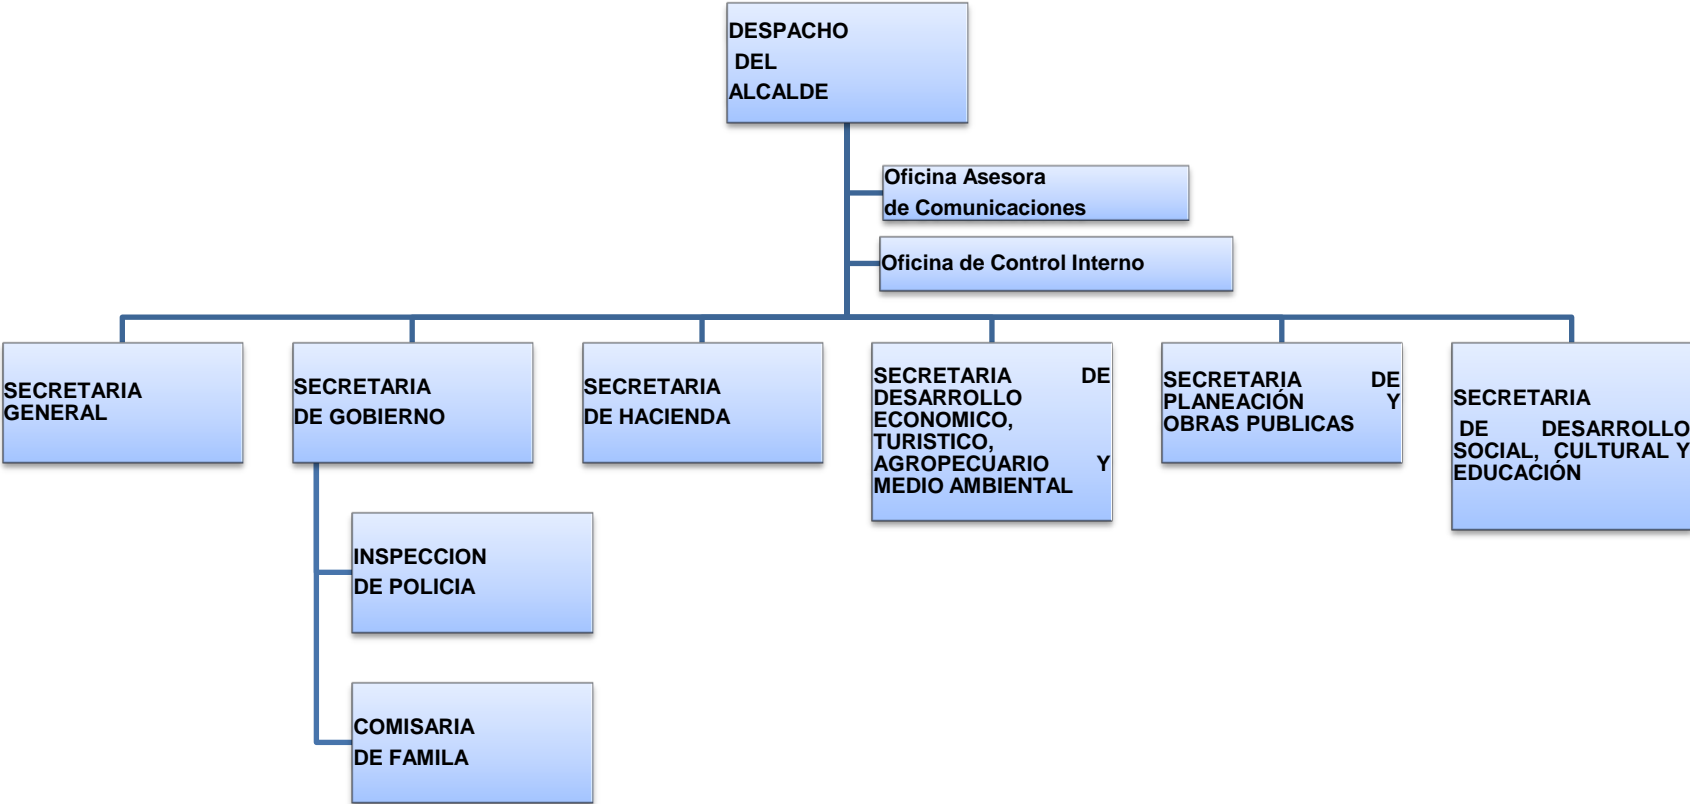 DESPACHO
DEL
ALCALDE
Oficina Asesora
de Comunicaciones
Oficina de Control Interno
SECRETARIA
GENERAL
SECRETARIA
DE GOBIERNO
SECRETARIA
DE HACIENDA
SECRETARIA DE
DESARROLLO
ECONOMICO,
TURISTICO,
AGROPECUARIO Y
MEDIO AMBIENTAL
SECRETARIA DE
PLANEACIÓN Y
OBRAS PUBLICAS
SECRETARIA
DE DESARROLLO
SOCIAL, CULTURAL Y
EDUCACIÓN
INSPECCION
DE POLICIA
COMISARIA
DE FAMILA